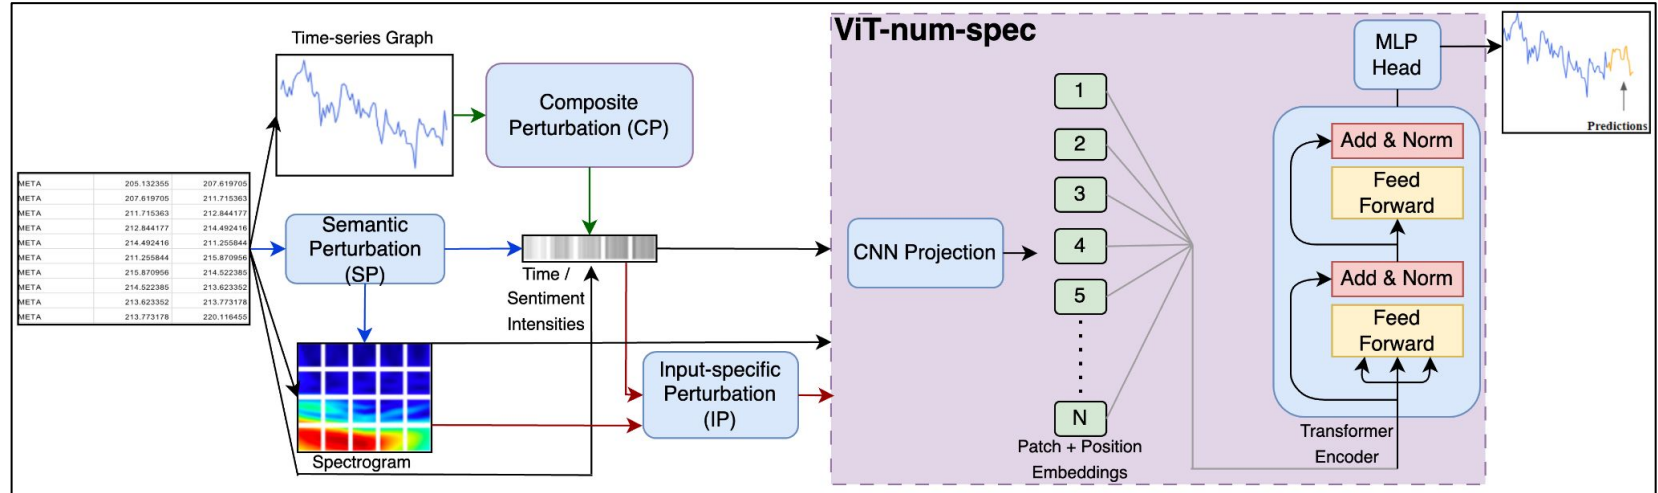 Time-series Graph
META 205.132355 207.619705
META 207.619705 211.715363
META 211.715363 212.844177
META 212.844177 214.492416
META 214.492416 211.255844
META 211.255844 215.870956
META 215.870956 214.522385
META 214.522385 213.623352
META 213.623352 213.773178
META 213.773178 220.116455
Composite
Perturbation (CP)
Semantic
Perturbation
(SP)
Time /
Sentiment
Intensities
Spectrogram
Input-specific
Perturbation
(IP)
ViT-num-spec
CNN Projection
1
2
3
4
5
N
Patch + Position
Embeddings
MLP
Head
Add & Norm
Feed
Forward
Add & Norm
Feed
Forward
Transformer
Encoder
Predictions